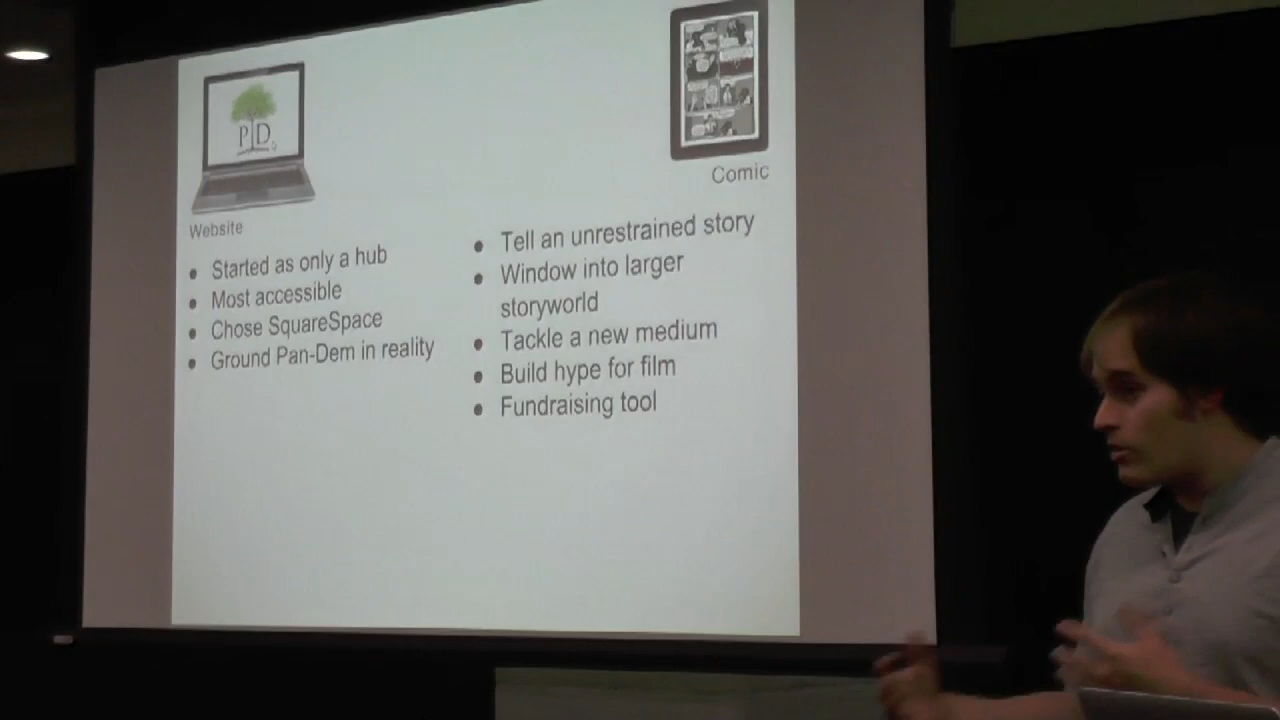 P D
Website
Started as only a hub
Most accessible
Chose SquareSpace
Ground Pan-Dem in reality
Comic
Tell an unrestrained story
Window into larger
storyworld
Tackle a new medium
Build hype for film
Fundraising tool